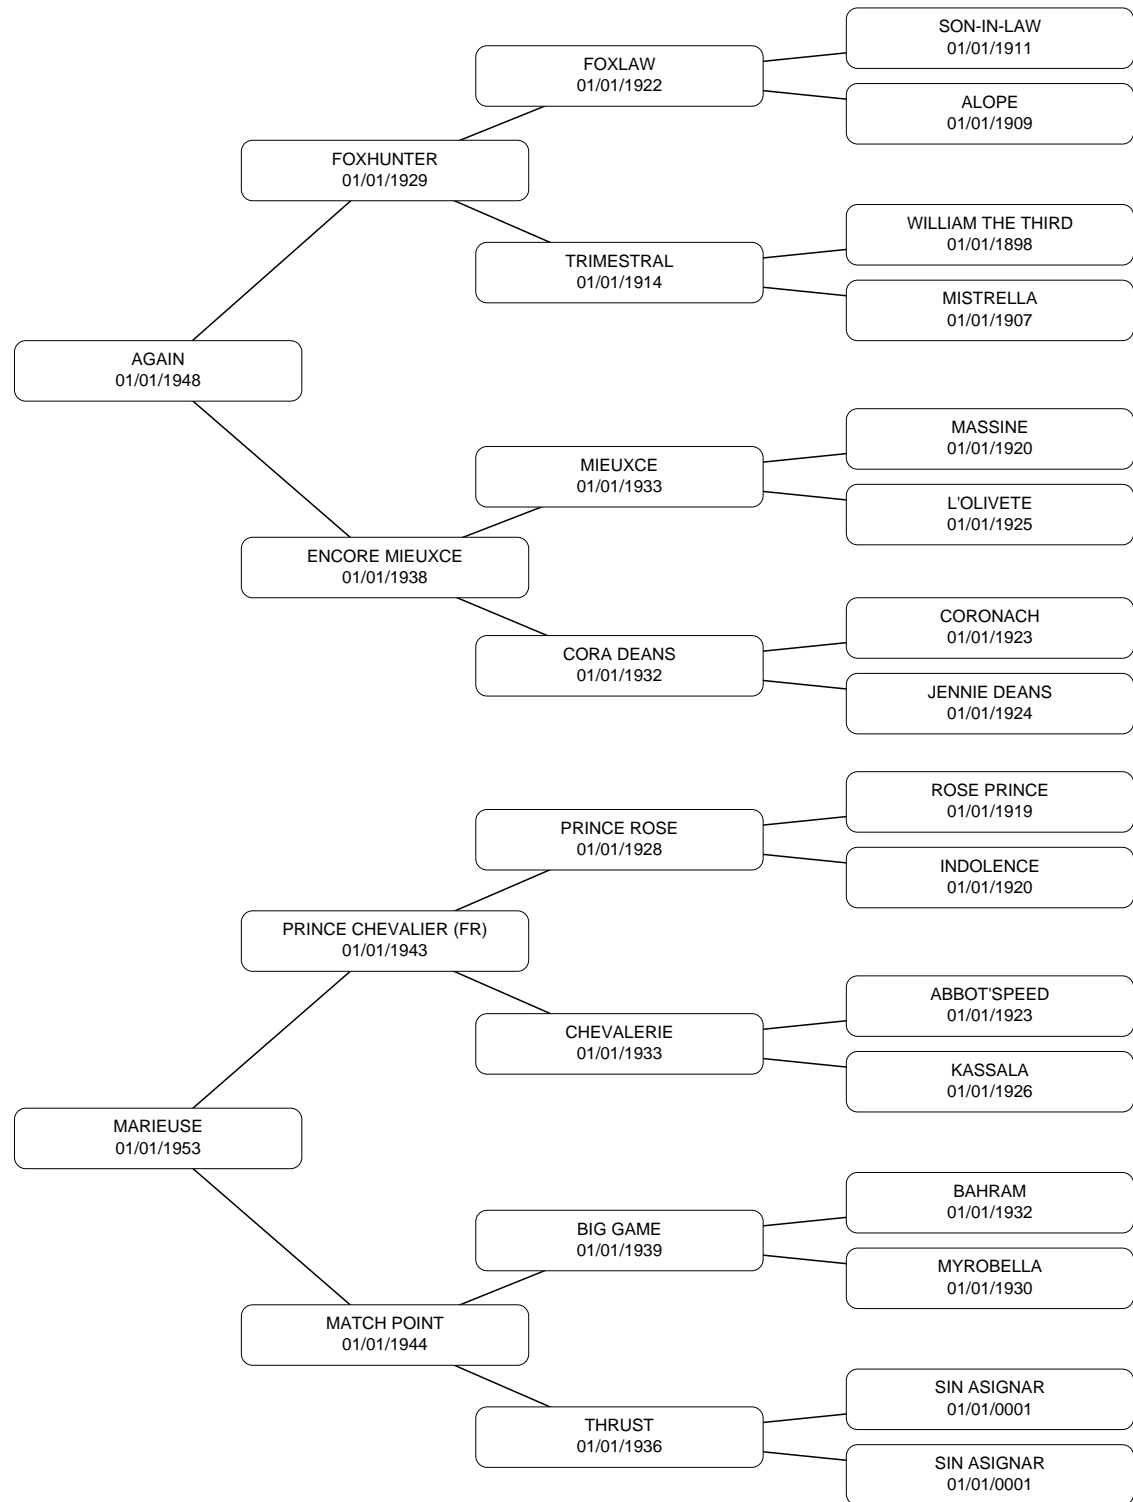 SON-IN-LAW
01/01/1911
FOXLAW
01/01/1922
ALOPE
01/01/1909
FOXHUNTER
01/01/1929
WILLIAM THE THIRD
01/01/1898
TRIMESTRAL
01/01/1914
MISTRELLA
01/01/1907
AGAIN
01/01/1948
MASSINE
01/01/1920
MIEUXCE
01/01/1933
L'OLIVETE
01/01/1925
ENCORE MIEUXCE
01/01/1938
CORONACH
01/01/1923
CORA DEANS
01/01/1932
JENNIE DEANS
01/01/1924
ROSE PRINCE
01/01/1919
PRINCE ROSE
01/01/1928
INDOLENCE
01/01/1920
PRINCE CHEVALIER (FR)
01/01/1943
ABBOT'SPEED
01/01/1923
CHEVALERIE
01/01/1933
KASSALA
01/01/1926
MARIEUSE
01/01/1953
BAHRAM
01/01/1932
BIG GAME
01/01/1939
MYROBELLA
01/01/1930
MATCH POINT
01/01/1944
SIN ASIGNAR
01/01/0001
THRUST
01/01/1936
SIN ASIGNAR
01/01/0001